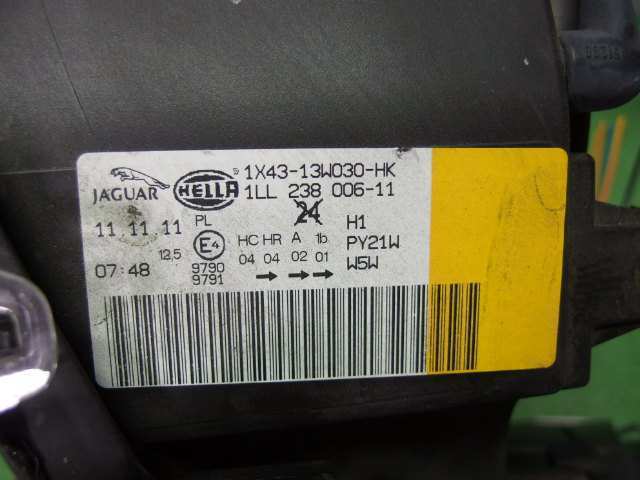 JAGUAR HELLA ® 1X43-13W030-HK
1LL 238 006-11
11.11.11 PL 24 H1
12,5 E4 HC HR A 1b PY21W
07:48 9790 04 04 02 01 W5W
9791